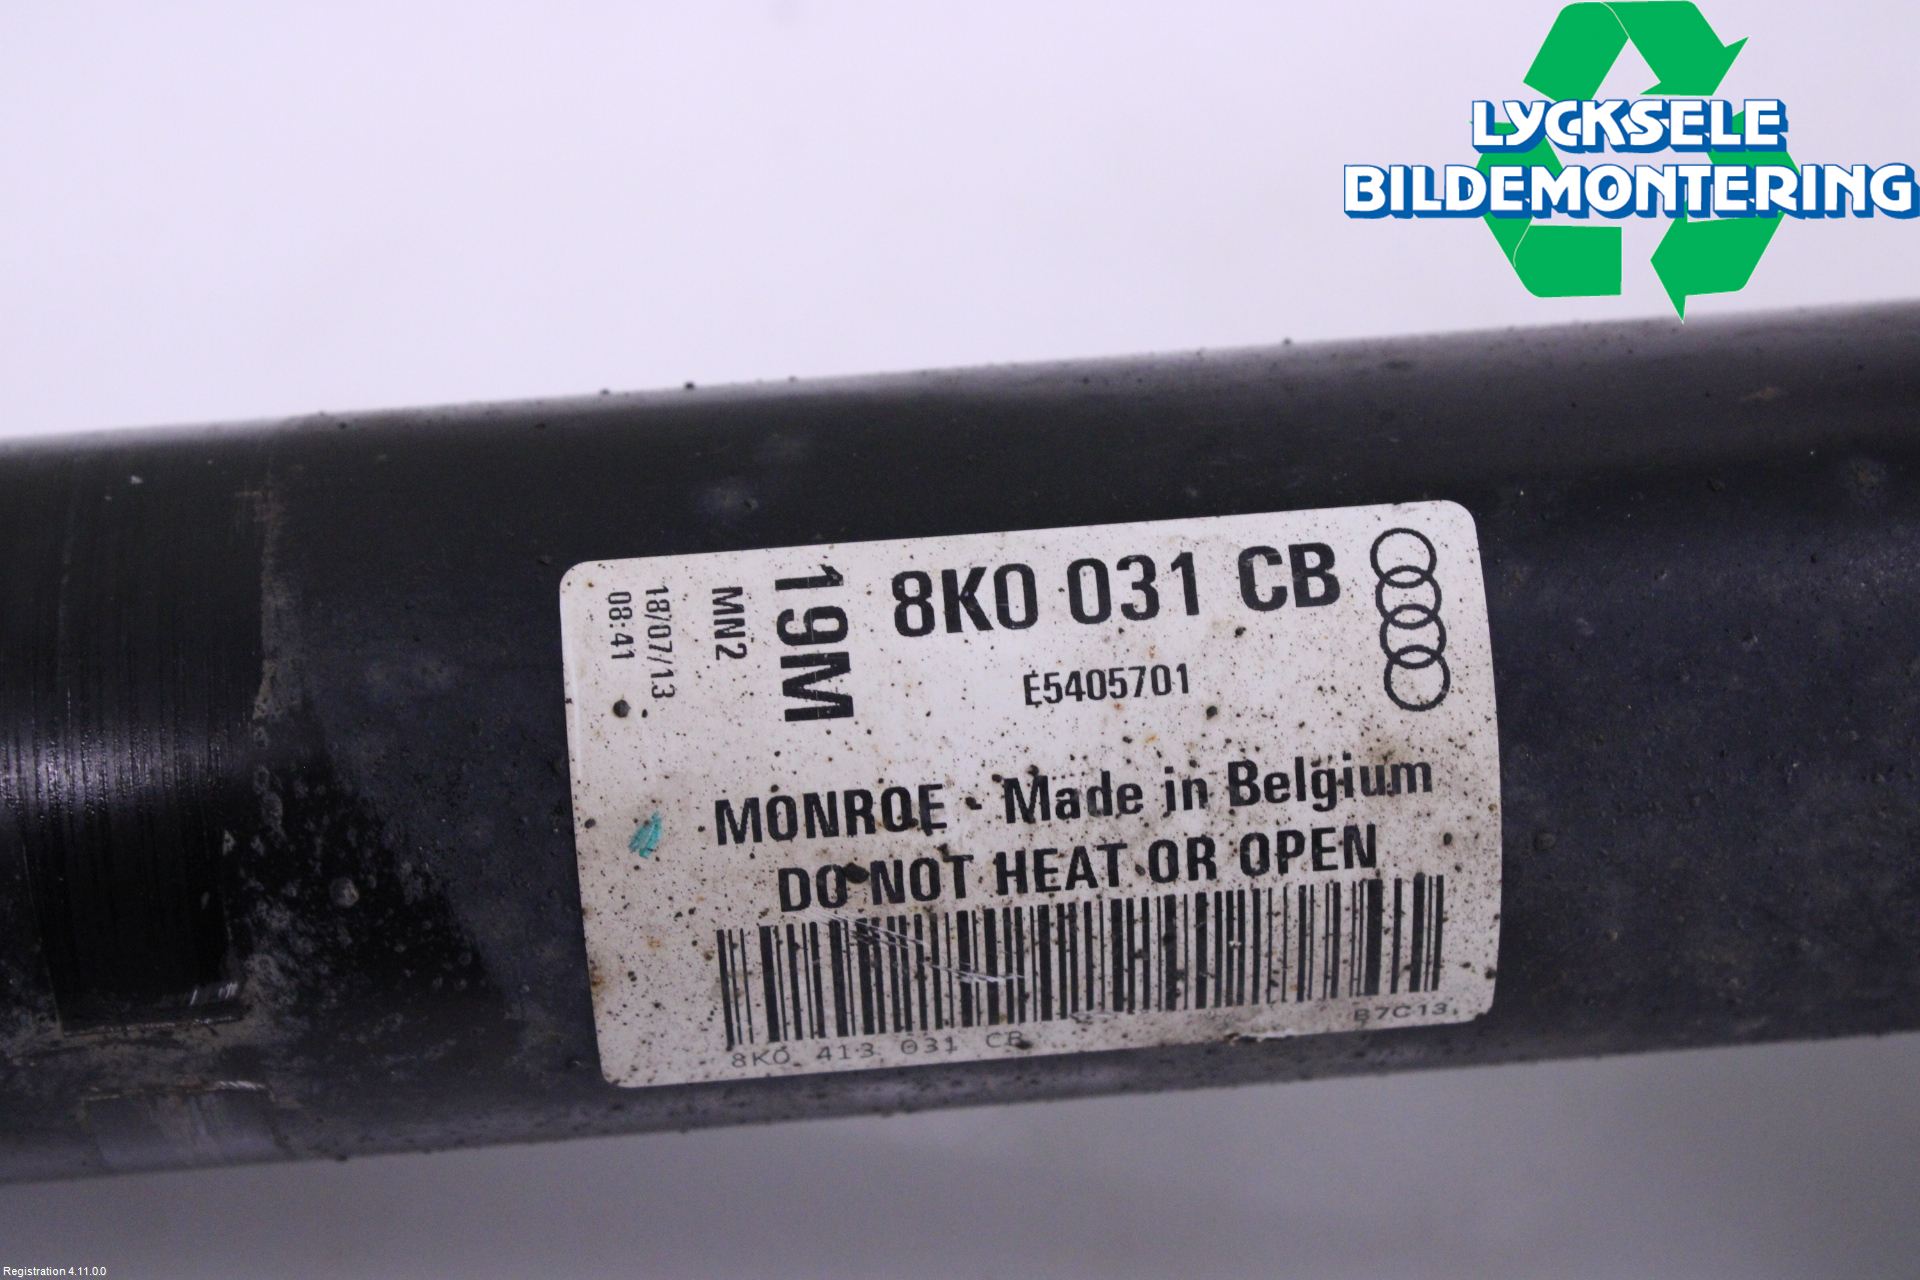 LYCKSELE
BILDEMONTERING
8K0 031 CB
E5405701
19M
MN2
18/07/13
08:41
MONROE - Made in Belgium
DO NOT HEAT OR OPEN
8K0 413 031 CB
B7C13
Registration 4.11.0.0